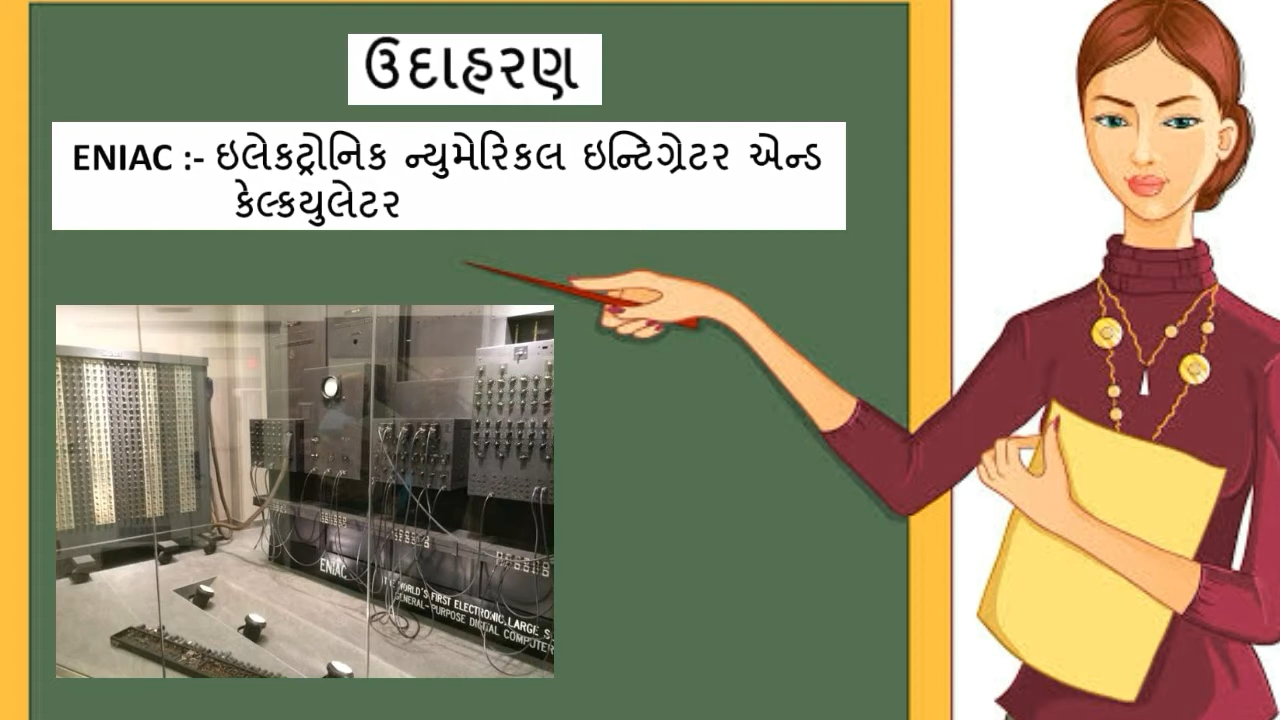 ઉદાહરણ
ENIAC :- ઇલેકટ્રોનિક ન્યુમેરિકલ ઇન્ટિગ્રેટર એન્ડ
કેલ્કયુલેટર
ENIAC
WORLD'S FIRST ELECTRONIC, LARGE
GENERAL-PURPOSE DIGITAL COMPUTER